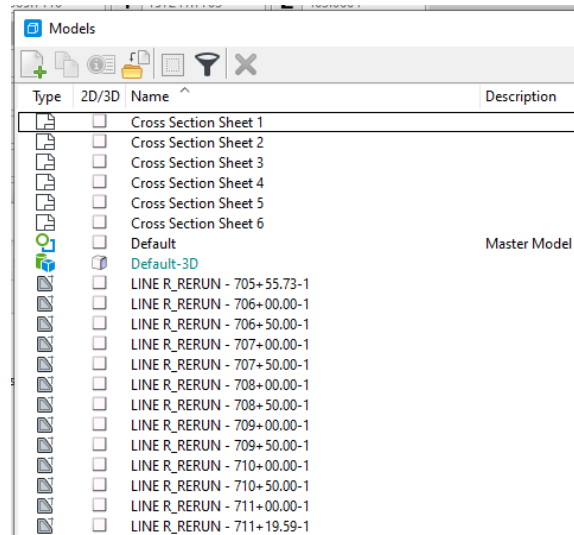 Models
Type 2D/3D Name Description
Cross Section Sheet 1
Cross Section Sheet 2
Cross Section Sheet 3
Cross Section Sheet 4
Cross Section Sheet 5
Cross Section Sheet 6
Default Master Model
Default-3D
LINE R_RERUN - 705+55.73-1
LINE R_RERUN - 706+00.00-1
LINE R_RERUN - 706+50.00-1
LINE R_RERUN - 707+00.00-1
LINE R_RERUN - 707+50.00-1
LINE R_RERUN - 708+00.00-1
LINE R_RERUN - 708+50.00-1
LINE R_RERUN - 709+00.00-1
LINE R_RERUN - 709+50.00-1
LINE R_RERUN - 710+00.00-1
LINE R_RERUN - 710+50.00-1
LINE R_RERUN - 711+00.00-1
LINE R_RERUN - 711+19.59-1